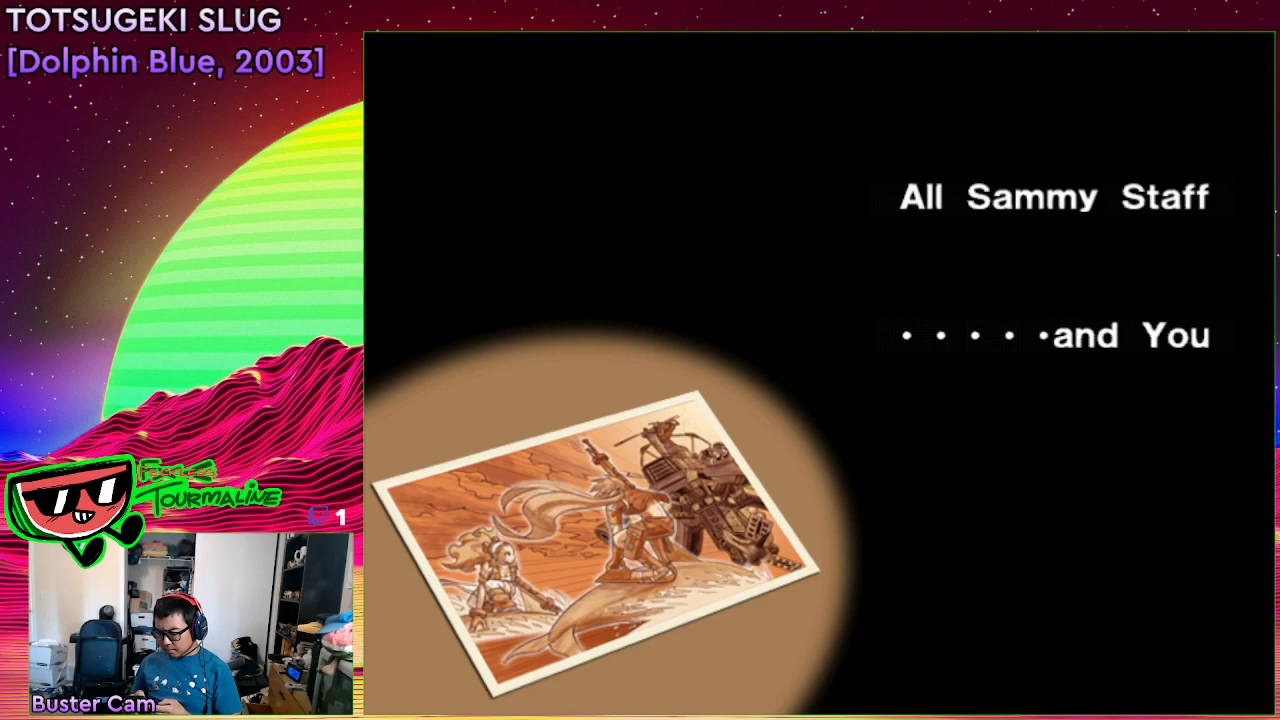 TOTSUGEKI SLUG
[Dolphin Blue, 2003]
All Sammy Staff
・・・・・and You
TOURMALINE
1
Buster Cam